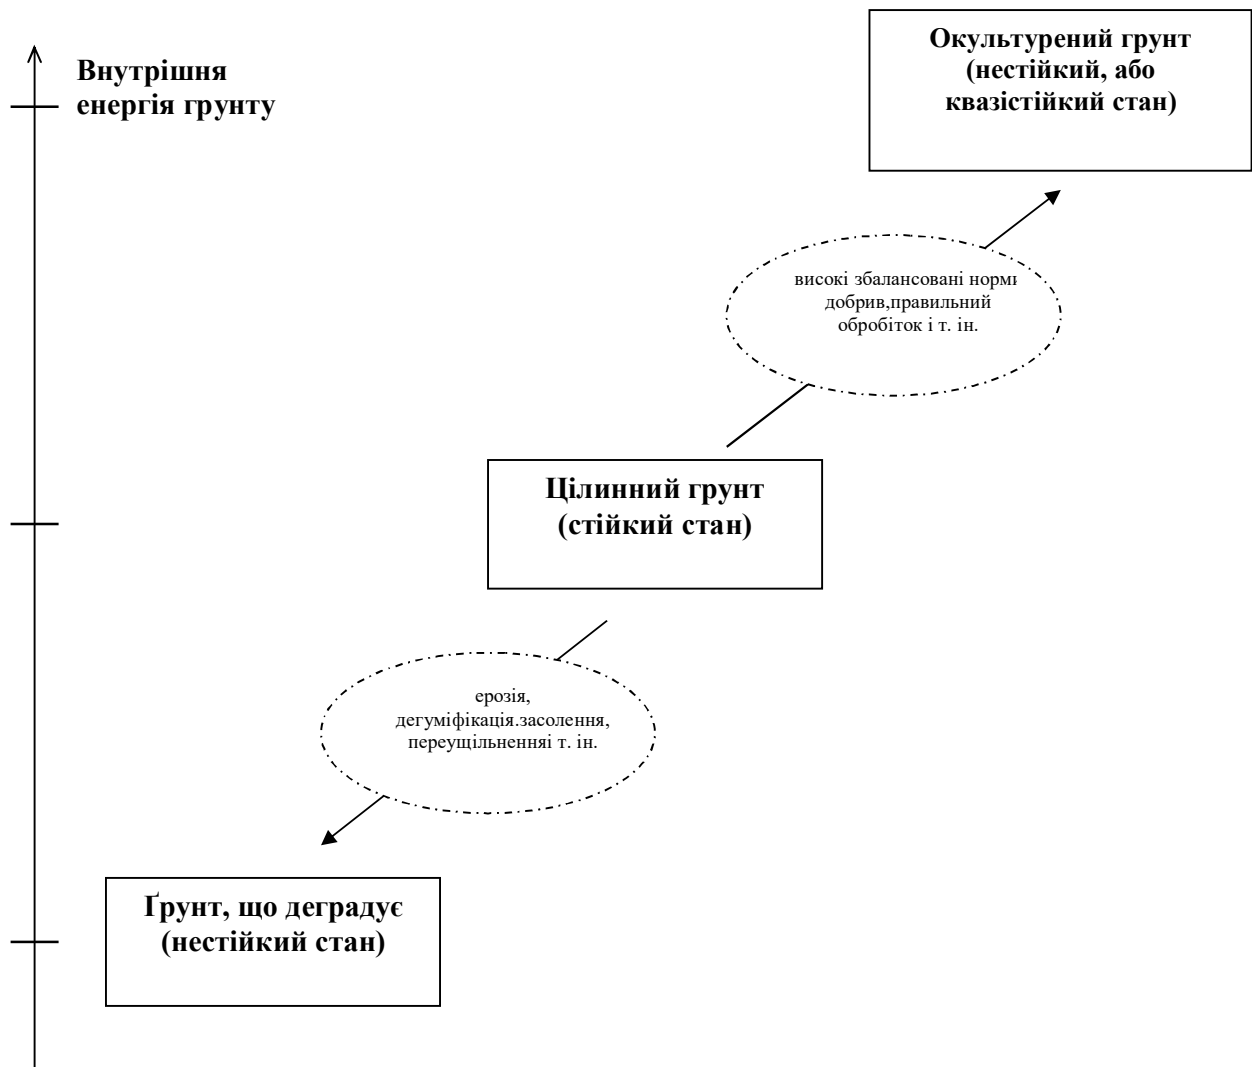 Окультурений грунт
(нестійкий, або
квазістійкий стан)
Внутрішня
енергія грунту
високі збалансовані норми
добрив,правильний
обробіток і т. ін.
Цілинний грунт
(стійкий стан)
ерозія,
дегуміфікація.засолення,
переущільненняі т. ін.
Ґрунт, що деградує
(нестійкий стан)